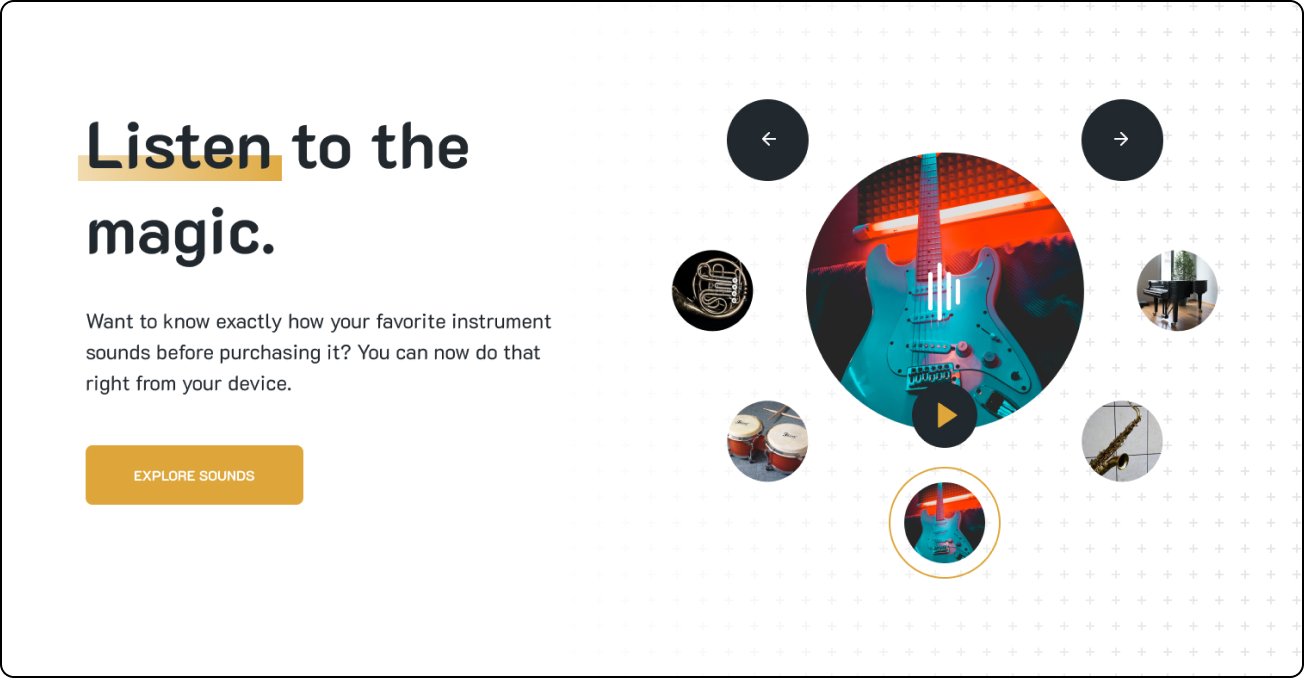 Listen to the
magic.
Want to know exactly how your favorite instrument
sounds before purchasing it? You can now do that
right from your device.
EXPLORE SOUNDS